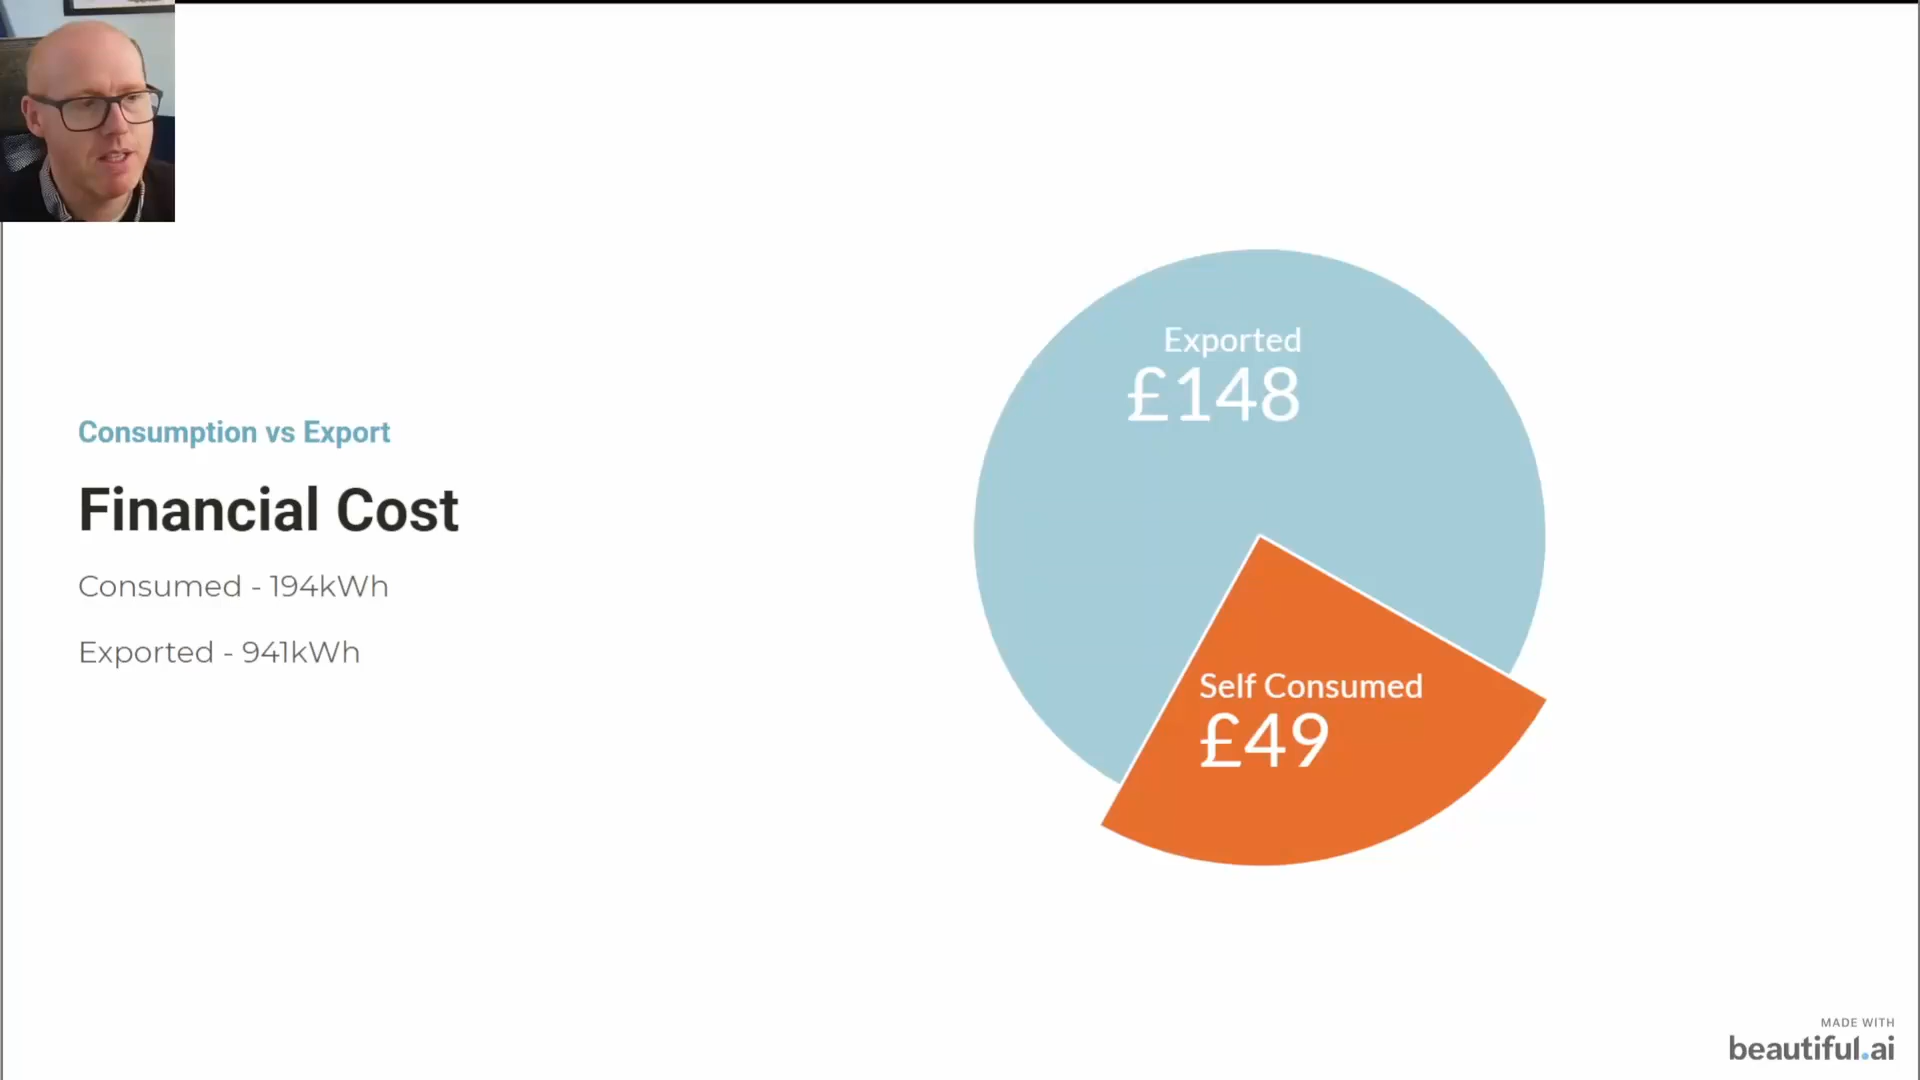 Consumption vs Export
Financial Cost
Consumed - 194kWh
Exported - 941kWh
Exported
£148
Self Consumed
£49
MADE WITH
beautiful.ai